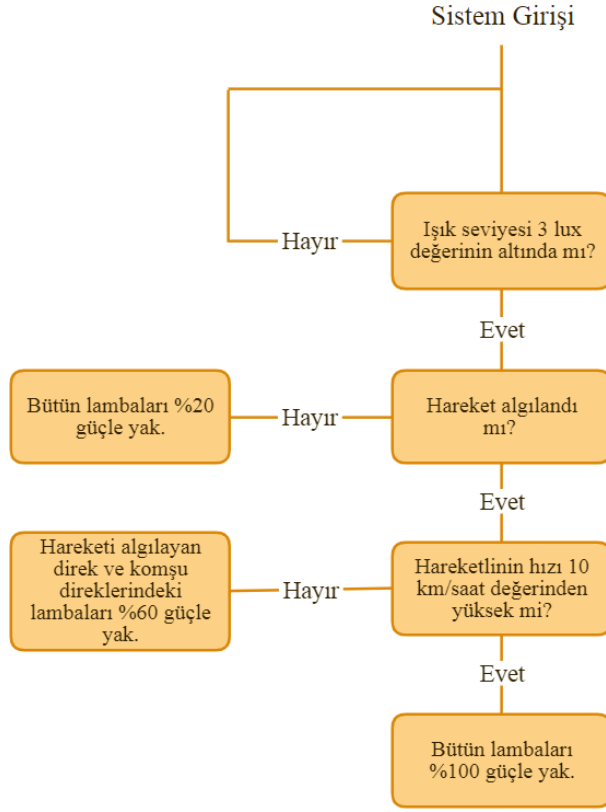 Sistem Girişi
Işık seviyesi 3 lux
değerinin altında mı?
Hayır
Evet
Bütün lambaları %20
güçle yak.
Hayır
Hareket algılandı
mı?
Evet
Hareketi algılayan
direk ve komşu
direklerindeki
lambaları %60 güçle
yak.
Hayır
Hareketlinin hızı 10
km/saat değerinden
yüksek mi?
Evet
Bütün lambaları
%100 güçle yak.